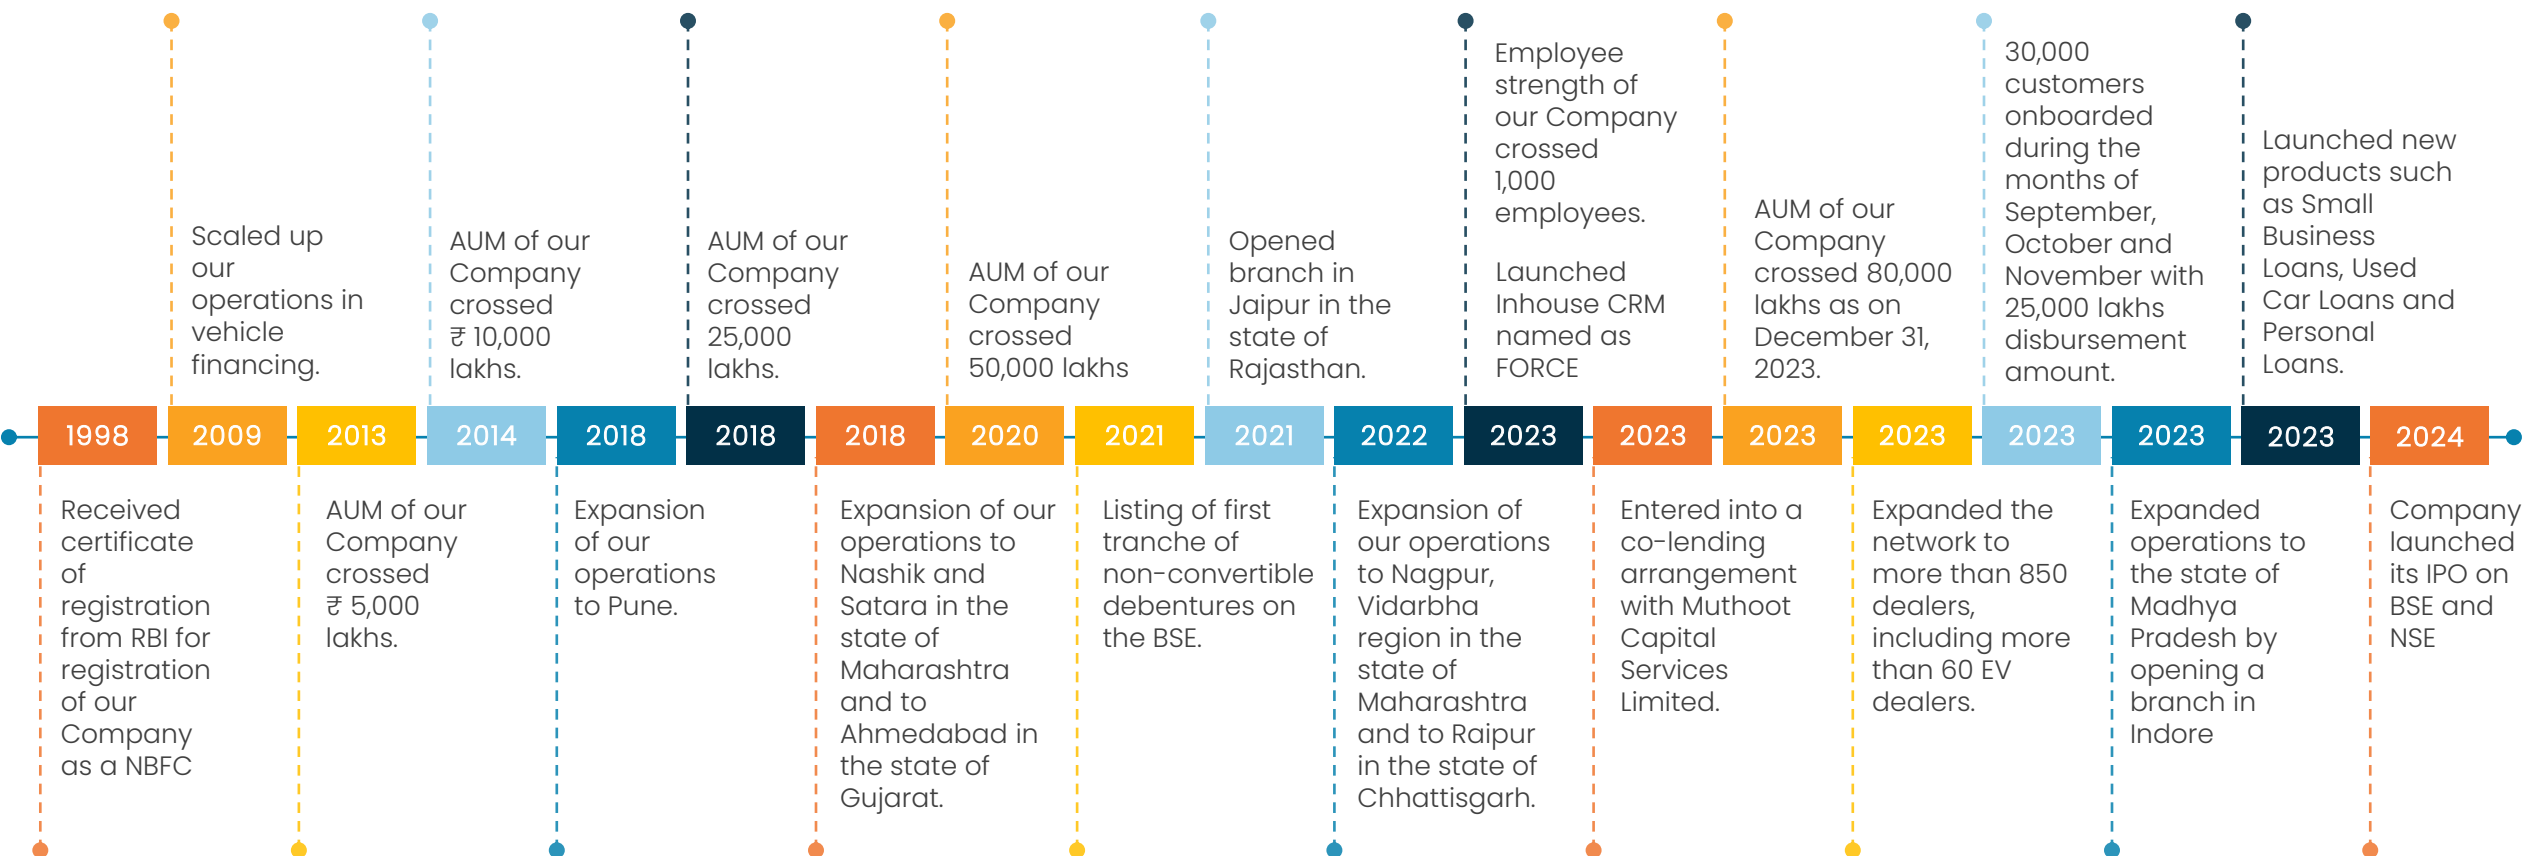 1998
Received
certificate
of
registration
from RBI for
registration
of our
Company
as a NBFC
2009
Scaled up
our
operations in
vehicle
financing.
2013
AUM of our
Company
crossed
₹ 5,000
lakhs.
2014
AUM of our
Company
crossed
₹ 10,000
lakhs.
2018
Expansion
of our
operations
to Pune.
2018
AUM of our
Company
crossed
25,000
lakhs.
2018
Expansion of our
operations to
Nashik and
Satara in the
state of
Maharashtra
and to
Ahmedabad in
the state of
Gujarat.
2020
AUM of our
Company
crossed
50,000 lakhs
2021
Listing of first
tranche of
non-convertible
debentures on
the BSE.
2021
Opened
branch in
Jaipur in the
state of
Rajasthan.
2022
Expansion of
our operations
to Nagpur,
Vidarbha
region in the
state of
Maharashtra
and to Raipur
in the state of
Chhattisgarh.
2023
Employee
strength of
our Company
crossed
1,000
employees.
Launched
Inhouse CRM
named as
FORCE
2023
Entered into a
co-lending
arrangement
with Muthoot
Capital
Services
Limited.
2023
AUM of our
Company
crossed 80,000
lakhs as on
December 31,
2023.
2023
Expanded the
network to
more than 850
dealers,
including more
than 60 EV
dealers.
2023
30,000
customers
onboarded
during the
months of
September,
October and
November with
25,000 lakhs
disbursement
amount.
2023
Expanded
operations to
the state of
Madhya
Pradesh by
opening a
branch in
Indore
2023
Launched new
products such
as Small
Business
Loans, Used
Car Loans and
Personal
Loans.
2024
Company
launched
its IPO on
BSE and
NSE